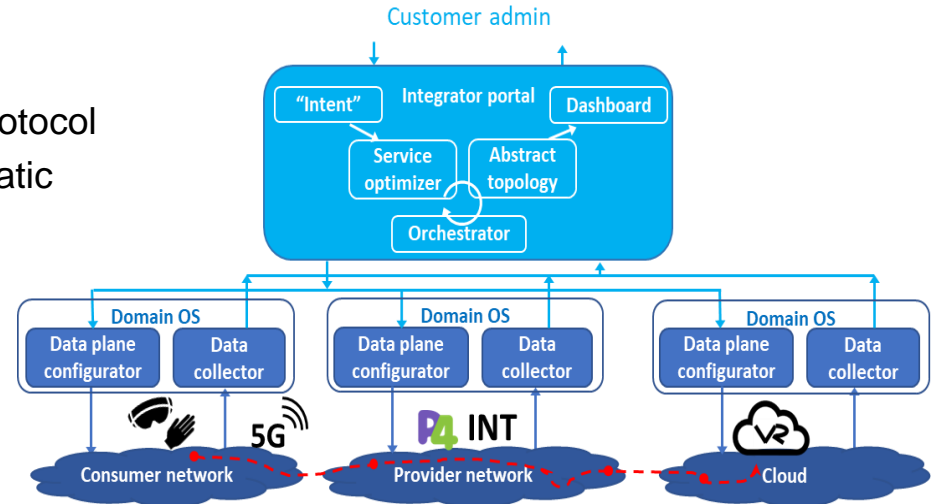 Customer admin
otocol
atic
"Intent"
Integrator portal
Dashboard
Service
optimizer
Abstract
topology
Orchestrator
Domain OS
Data plane
configurator
Data
collector
Domain OS
Data plane
configurator
Data
collector
Domain OS
Data plane
configurator
Data
collector
5G
P4 INT
VR
Consumer network
Provider network
Cloud